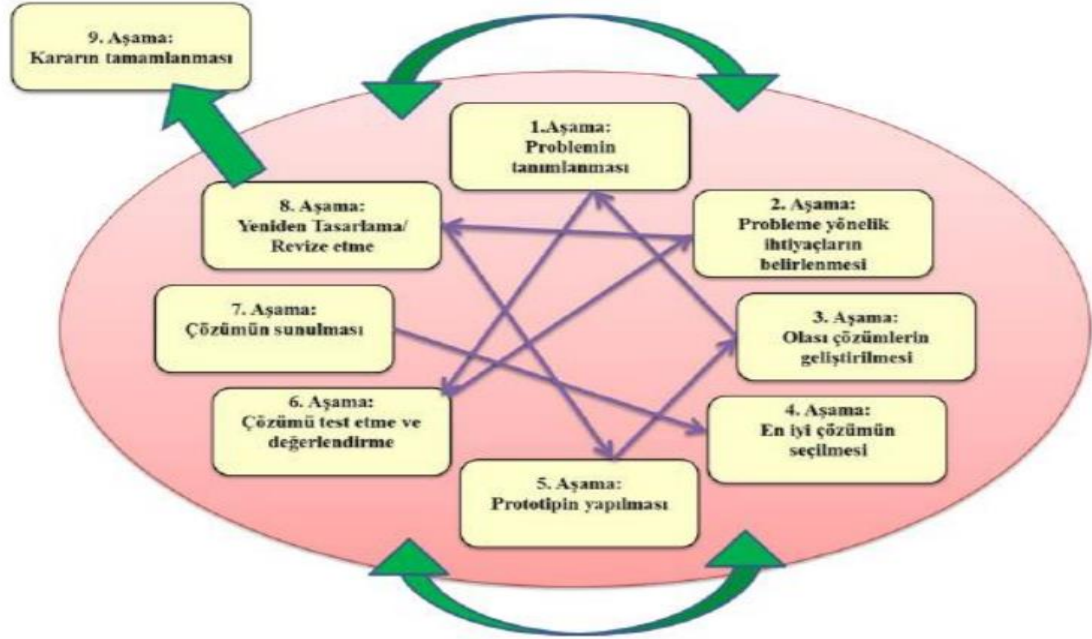 9. Aşama:
Kararın tamamlanması
1.Aşama:
Problemin
tanımlanması
2. Aşama:
Probleme yönelik
ihtiyaçların
belirlenmesi
3. Aşama:
Olası çözümlerin
geliştirilmesi
4. Aşama:
En iyi çözümün
seçilmesi
5. Aşama:
Prototipin yapılması
6. Aşama:
Çözümü test etme ve
değerlendirme
7. Aşama:
Çözümün sunulması
8. Aşama:
Yeniden Tasarlama/
Revize etme